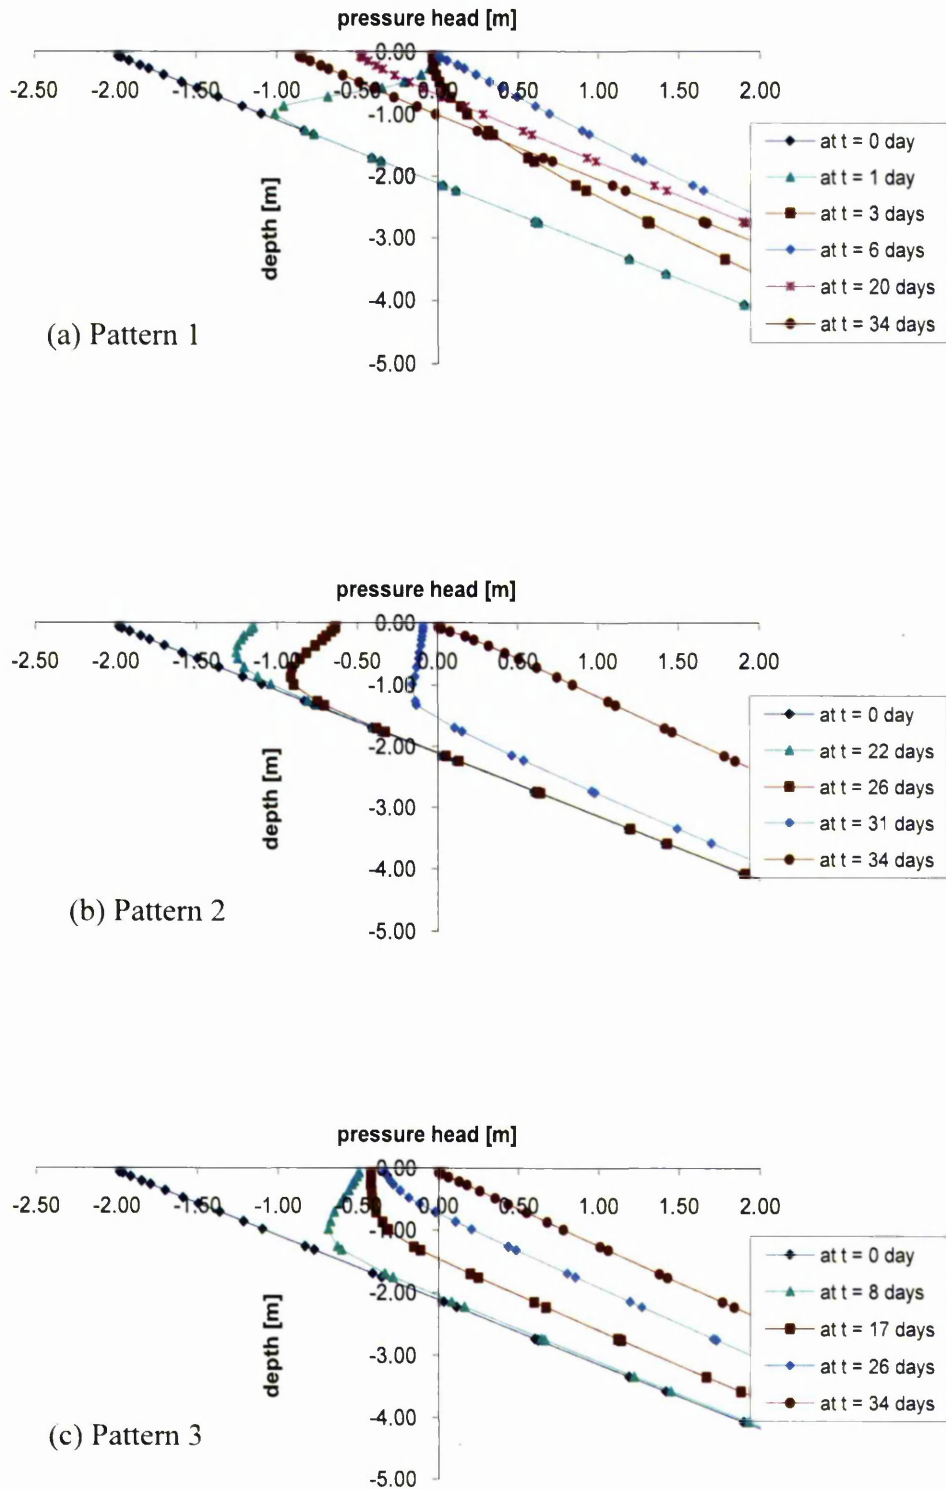 pressure head [m]
0.00
-2.50 -2.00 -1.50 -1.00 -0.50 0.00 0.50 1.00 1.50 2.00
-1.00
-2.00
-3.00
-4.00
-5.00
depth [m]
at t = 0 day
at t = 1 day
at t = 3 days
at t = 6 days
at t = 20 days
at t = 34 days
(a) Pattern 1
pressure head [m]
0.00
-2.50 -2.00 -1.50 -1.00 -0.50 0.00 0.50 1.00 1.50 2.00
-1.00
-2.00
-3.00
-4.00
-5.00
depth [m]
at t = 0 day
at t = 22 days
at t = 26 days
at t = 31 days
at t = 34 days
(b) Pattern 2
pressure head [m]
0.00
-2.50 -2.00 -1.50 -1.00 -0.50 0.00 0.50 1.00 1.50 2.00
-1.00
-2.00
-3.00
-4.00
-5.00
depth [m]
at t = 0 day
at t = 8 days
at t = 17 days
at t = 26 days
at t = 34 days
(c) Pattern 3